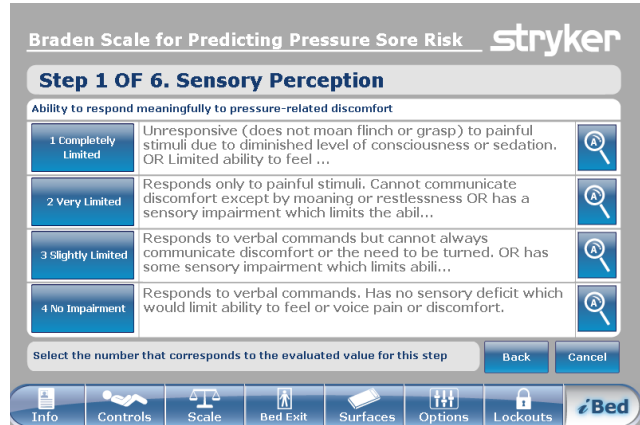 Braden Scale for Predicting Pressure Sore Risk
stryker
Step 1 OF 6. Sensory Perception
Ability to respond meaningfully to pressure-related discomfort
1 Completely
Limited
Unresponsive (does not moan flinch or grasp) to painful
stimuli due to diminished level of consciousness or sedation.
OR Limited ability to feel ...
A
2 Very Limited
Responds only to painful stimuli. Cannot communicate
discomfort except by moaning or restlessness OR has a
sensory impairment which limits the abil...
A
3 Slightly Limited
Responds to verbal commands but cannot always
communicate discomfort or the need to be turned. OR has
some sensory impairment which limits abili...
A
4 No Impairment
Responds to verbal commands. Has no sensory deficit which
would limit ability to feel or voice pain or discomfort.
A
Select the number that corresponds to the evaluated value for this step
Back
Cancel
Info
Controls
Scale
Bed Exit
Surfaces
Options
Lockouts
iBed